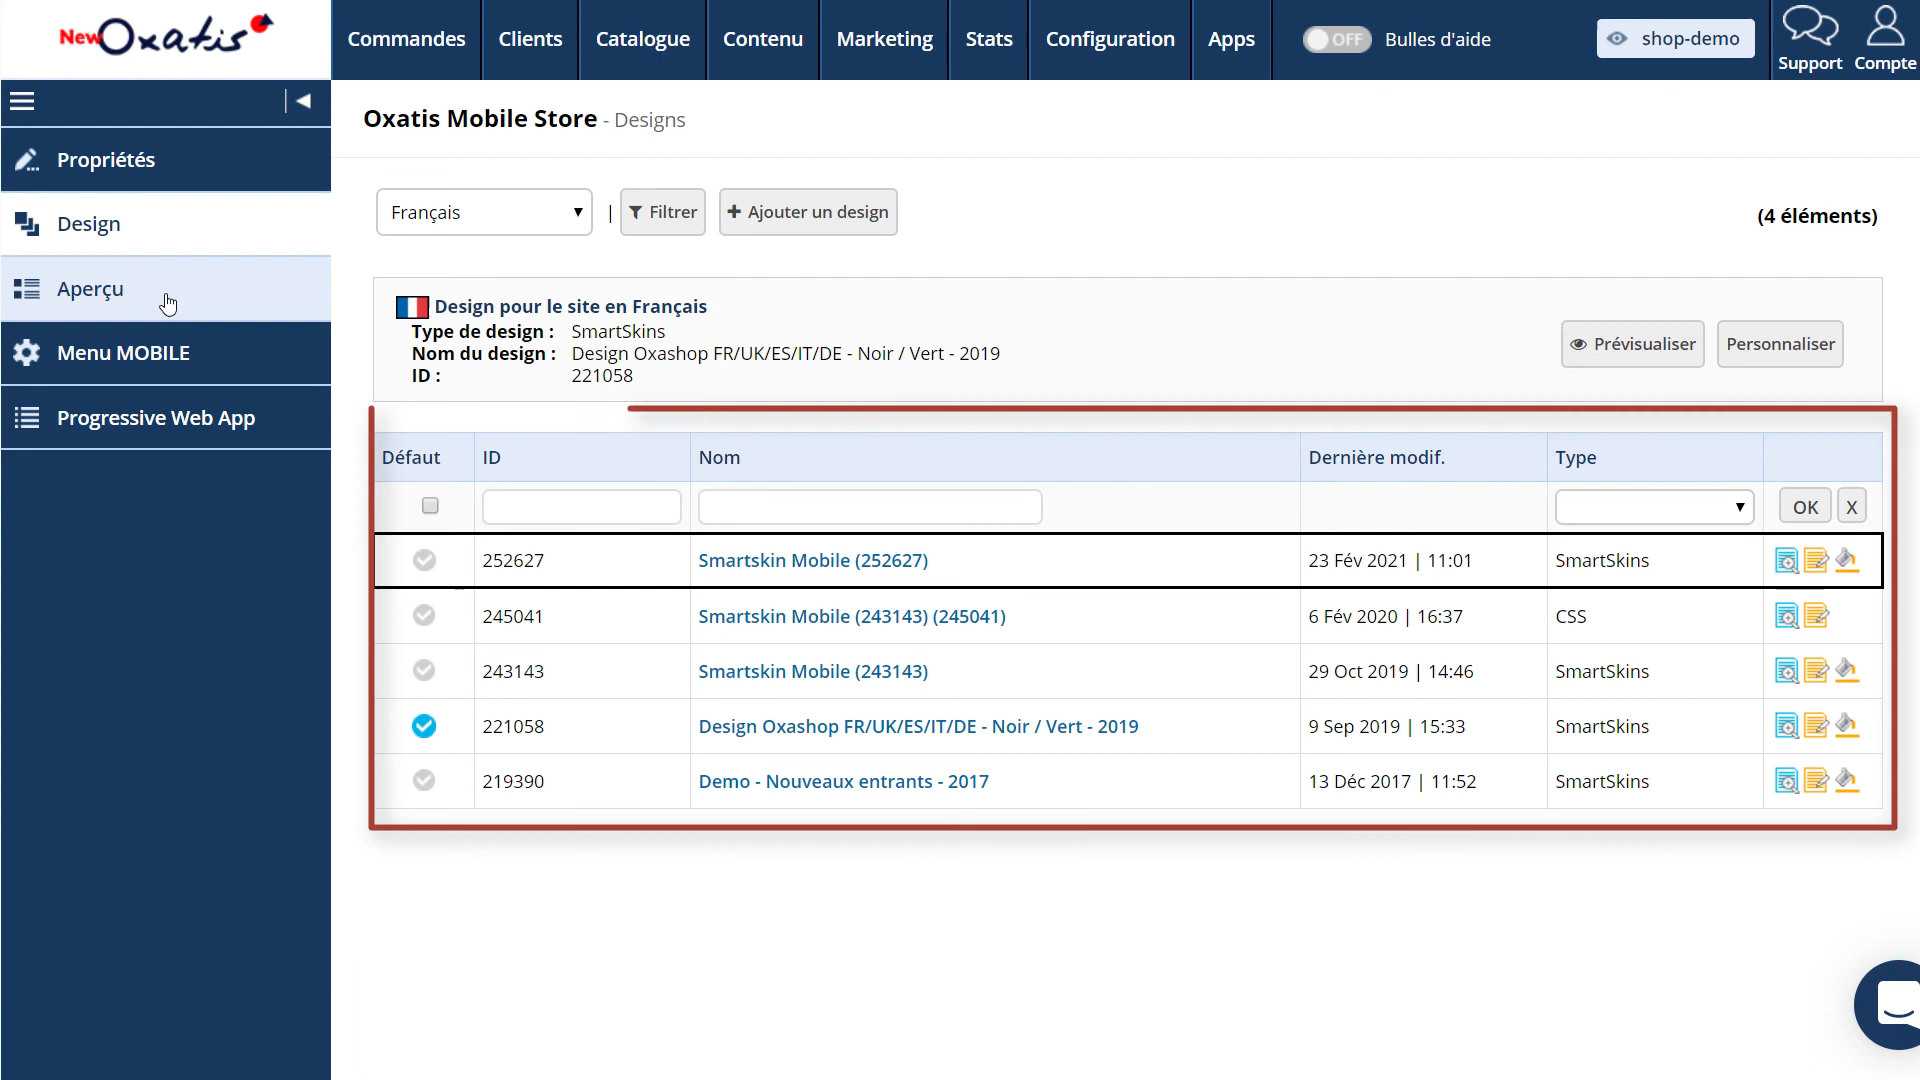 NewOxatis
Commandes
Clients
Catalogue
Contenu
Marketing
Stats
Configuration
Apps
OFF
Bulles d'aide
shop-demo
Support
Compte
Propriétés
Design
Aperçu
Menu MOBILE
Progressive Web App
Oxatis Mobile Store - Designs
Français
|
Filtrer
+ Ajouter un design
(4 éléments)
Design pour le site en Français
Type de design : SmartSkins
Nom du design : Design Oxashop FR/UK/ES/IT/DE - Noir / Vert - 2019
ID : 221058
Prévisualiser
Personnaliser
Défaut ID Nom Dernière modif. Type
OK X
252627 Smartskin Mobile (252627) 23 Fév 2021 | 11:01 SmartSkins
245041 Smartskin Mobile (243143) (245041) 6 Fév 2020 | 16:37 CSS
243143 Smartskin Mobile (243143) 29 Oct 2019 | 14:46 SmartSkins
221058 Design Oxashop FR/UK/ES/IT/DE - Noir / Vert - 2019 9 Sep 2019 | 15:33 SmartSkins
219390 Demo - Nouveaux entrants - 2017 13 Déc 2017 | 11:52 SmartSkins